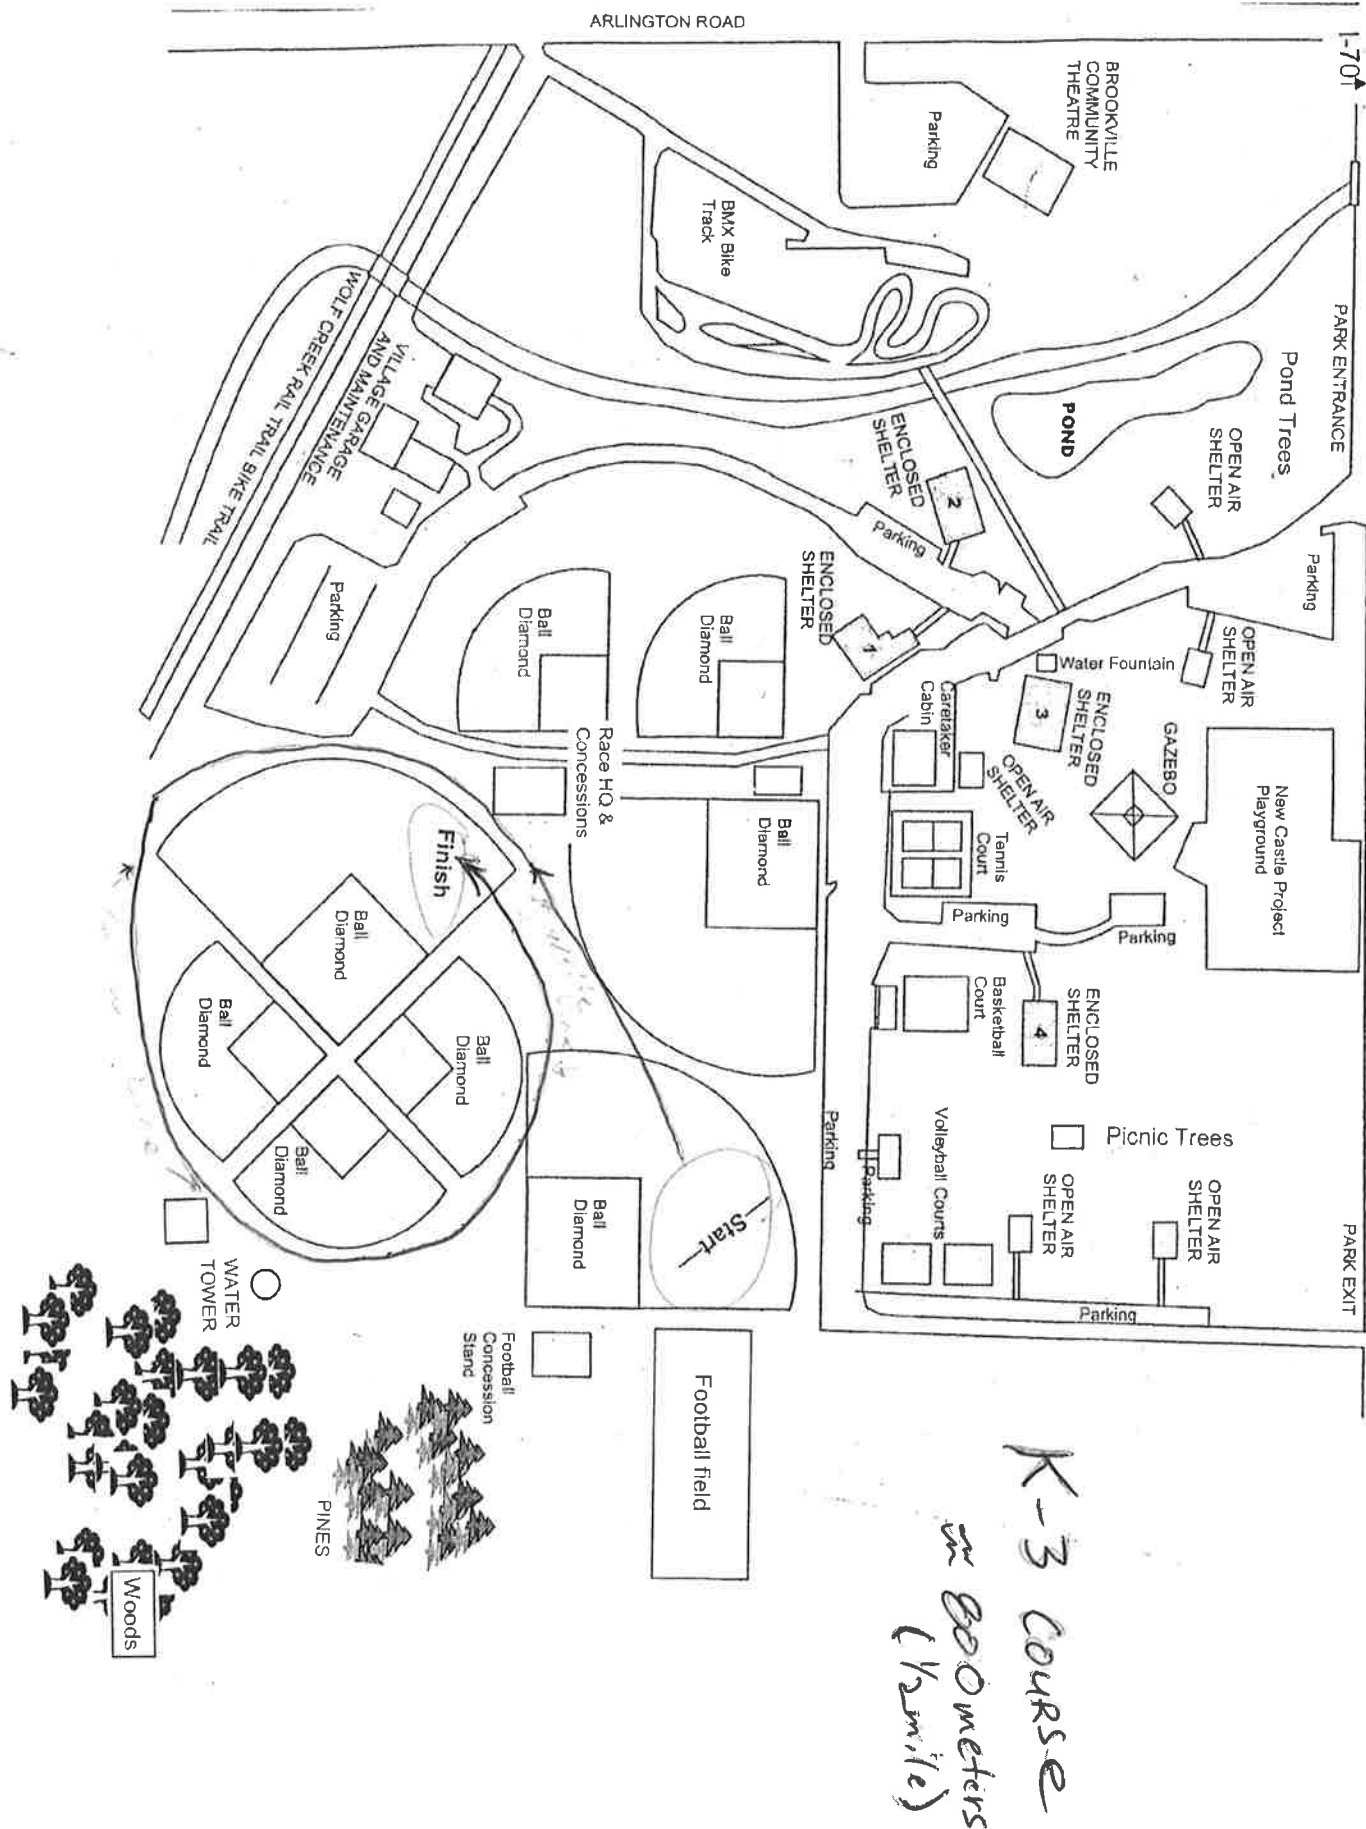 ARLINGTON ROAD
I-70
BROOKVILLE
COMMUNITY
THEATRE
Parking
PARK ENTRANCE
BMX Bike
Track
Pond Trees
POND
OPEN AIR
SHELTER
ENCLOSED
SHELTER
2
Parking
Parking
WOLF CREEK RAIL TRAIL BIKE TRAIL
VILLAGE GARAGE
AND MAINTENANCE
Parking
ENCLOSED
SHELTER
1
Ball
Diamond
Ball
Diamond
OPEN AIR
SHELTER
Water Fountain
ENCLOSED
SHELTER
3
Caretaker
Cabin
OPEN AIR
SHELTER
GAZEBO
New Castle Project
Playground
Race HQ &
Concessions
Ball
Diamond
Tennis
Court
Parking
Parking
Finish
Ball
Diamond
Ball
Diamond
Ball
Diamond
Ball
Diamond
Basketball
Court
ENCLOSED
SHELTER
4
Picnic Trees
Parking
Parking
Volleyball Courts
OPEN AIR
SHELTER
OPEN AIR
SHELTER
PARK EXIT
Parking
Start
Ball
Diamond
WATER
TOWER
Football
Concession
Stand
Football field
PINES
Woods
K-3 COURSE
800 meters
(1/2 mile)